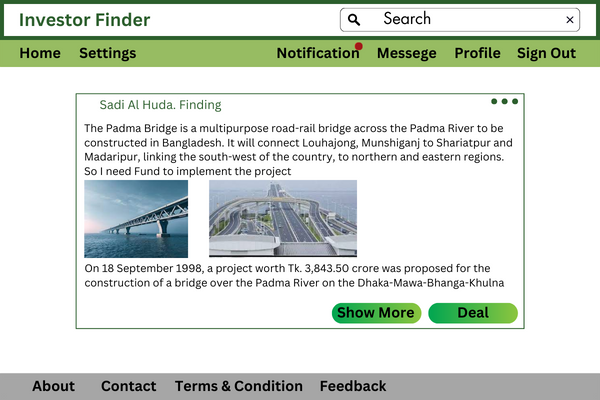 Investor Finder
Search
Home Settings Notification Messege Profile Sign Out
Sadi Al Huda. Finding
The Padma Bridge is a multipurpose road-rail bridge across the Padma River to be
constructed in Bangladesh. It will connect Louhajong, Munshiganj to Shariatpur and
Madaripur, linking the south-west of the country, to northern and eastern regions.
So I need Fund to implement the project
On 18 September 1998, a project worth Tk. 3,843.50 crore was proposed for the
construction of a bridge over the Padma River on the Dhaka-Mawa-Bhanga-Khulna
Show More Deal
About Contact Terms & Condition Feedback